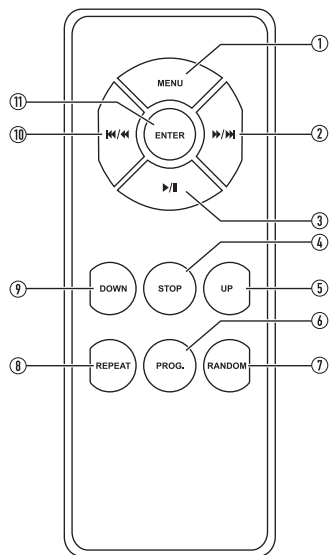 ①
MENU
⑪
⑩ ⏮/⏪ ENTER ⏩/⏭ ②
▶/⏸
③
④
⑨ DOWN STOP UP ⑤
⑥
⑧ REPEAT PROG. RANDOM ⑦